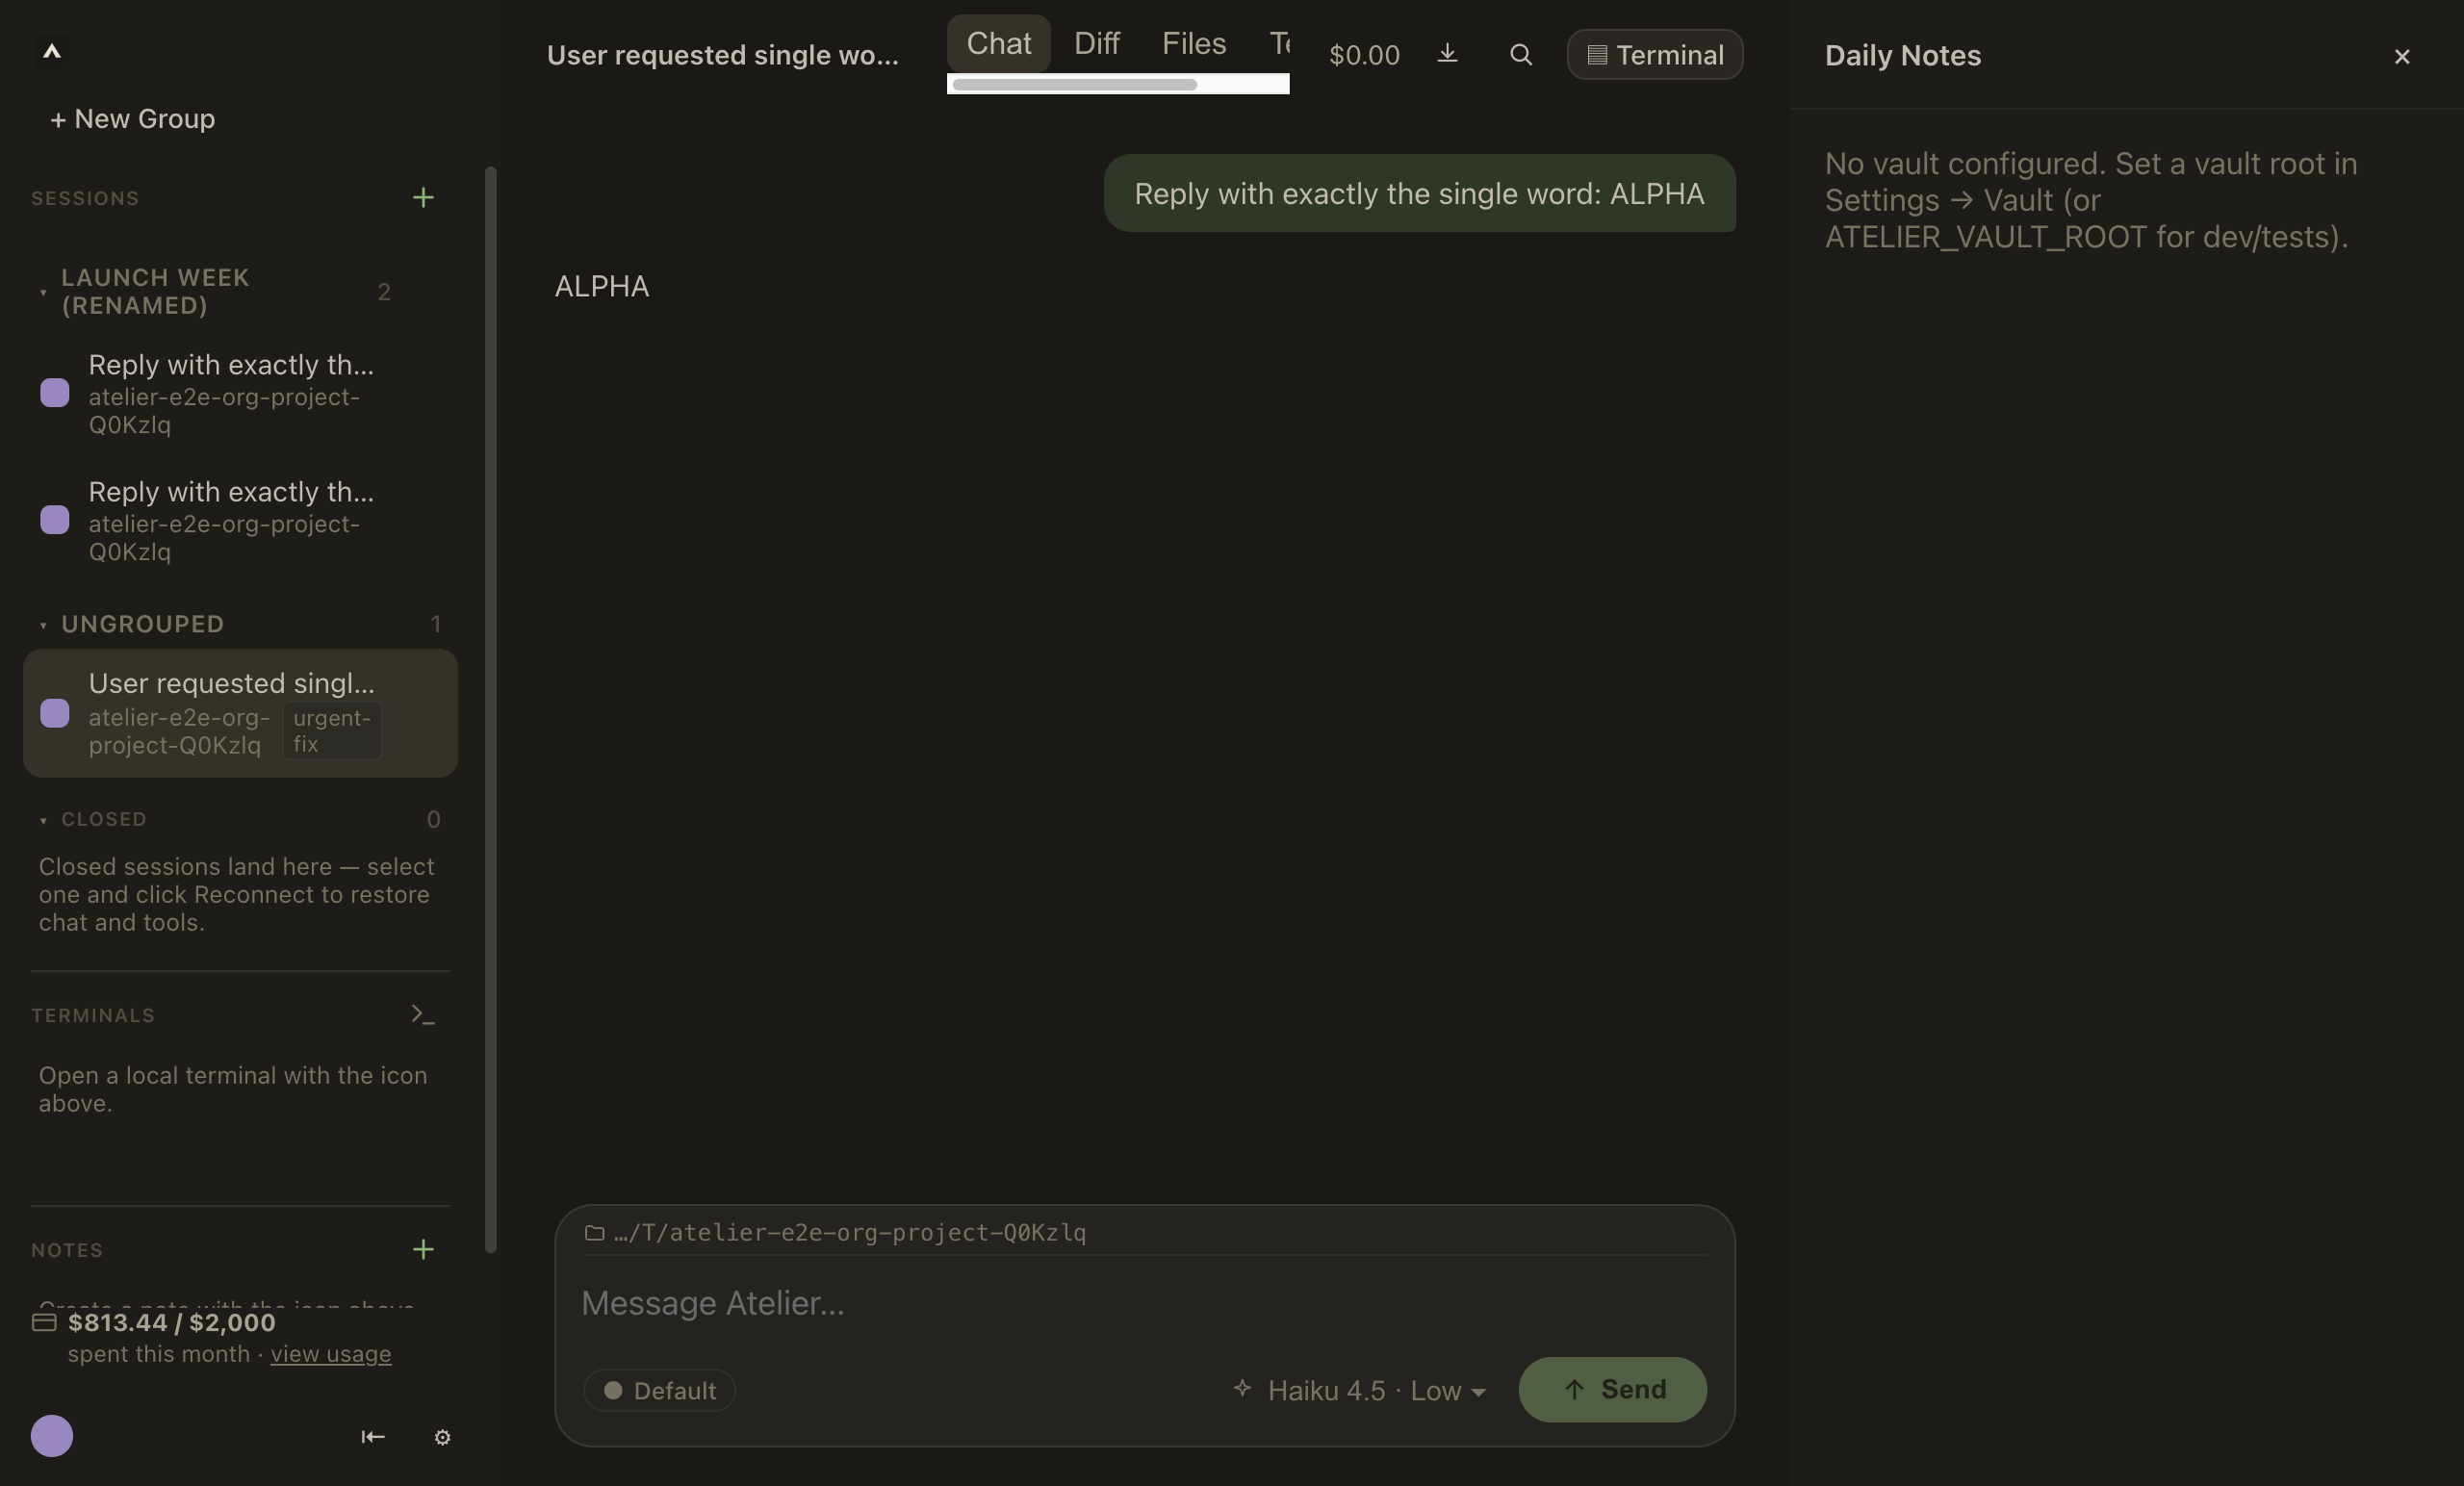 + New Group
SESSIONS
LAUNCH WEEK
(RENAMED)
2
Reply with exactly th...
atelier-e2e-org-project-
Q0Kzlq
Reply with exactly th...
atelier-e2e-org-project-
Q0Kzlq
UNGROUPED
1
User requested singl...
atelier-e2e-org-
project-Q0Kzlq
urgent-
fix
CLOSED
0
Closed sessions land here — select
one and click Reconnect to restore
chat and tools.
TERMINALS
Open a local terminal with the icon
above.
NOTES
$813.44 / $2,000
spent this month · view usage
User requested single wo...
Chat
Diff
Files
$0.00
Terminal
Reply with exactly the single word: ALPHA
ALPHA
…/T/atelier-e2e-org-project-Q0Kzlq
Message Atelier...
Default
Haiku 4.5 · Low
Send
Daily Notes
No vault configured. Set a vault root in
Settings → Vault (or
ATELIER_VAULT_ROOT for dev/tests).